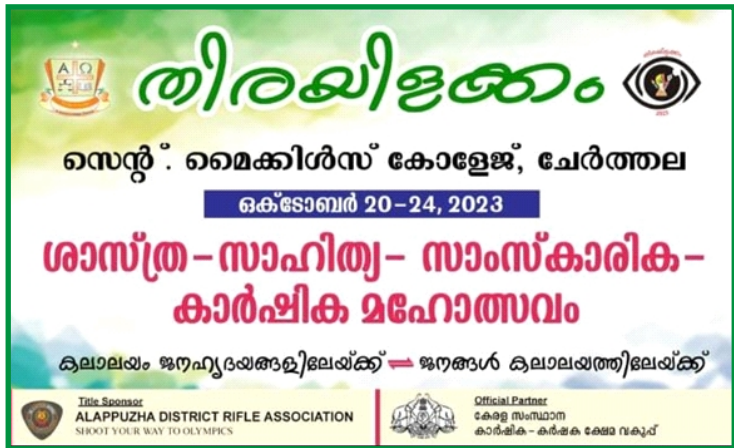 തിരയിളക്കം
സെന്റ്. മൈക്കിൾസ് കോളേജ്, ചേർത്തല
ഒക്ടോബർ 20-24, 2023
ശാസ്ത്ര-സാഹിത്യ- സാംസ്കാരിക-
കാർഷിക മഹോത്സവം
കലാലയം ജനഹൃദയങ്ങളിലേയ്ക്ക് ⇌ ജനങ്ങൾ കലാലയത്തിലേയ്ക്ക്
Title Sponsor
ALAPPUZHA DISTRICT RIFLE ASSOCIATION
SHOOT YOUR WAY TO OLYMPICS
Official Partner
കേരള സംസ്ഥാന
കാർഷിക - കർഷക ക്ഷേമ വകുപ്പ്